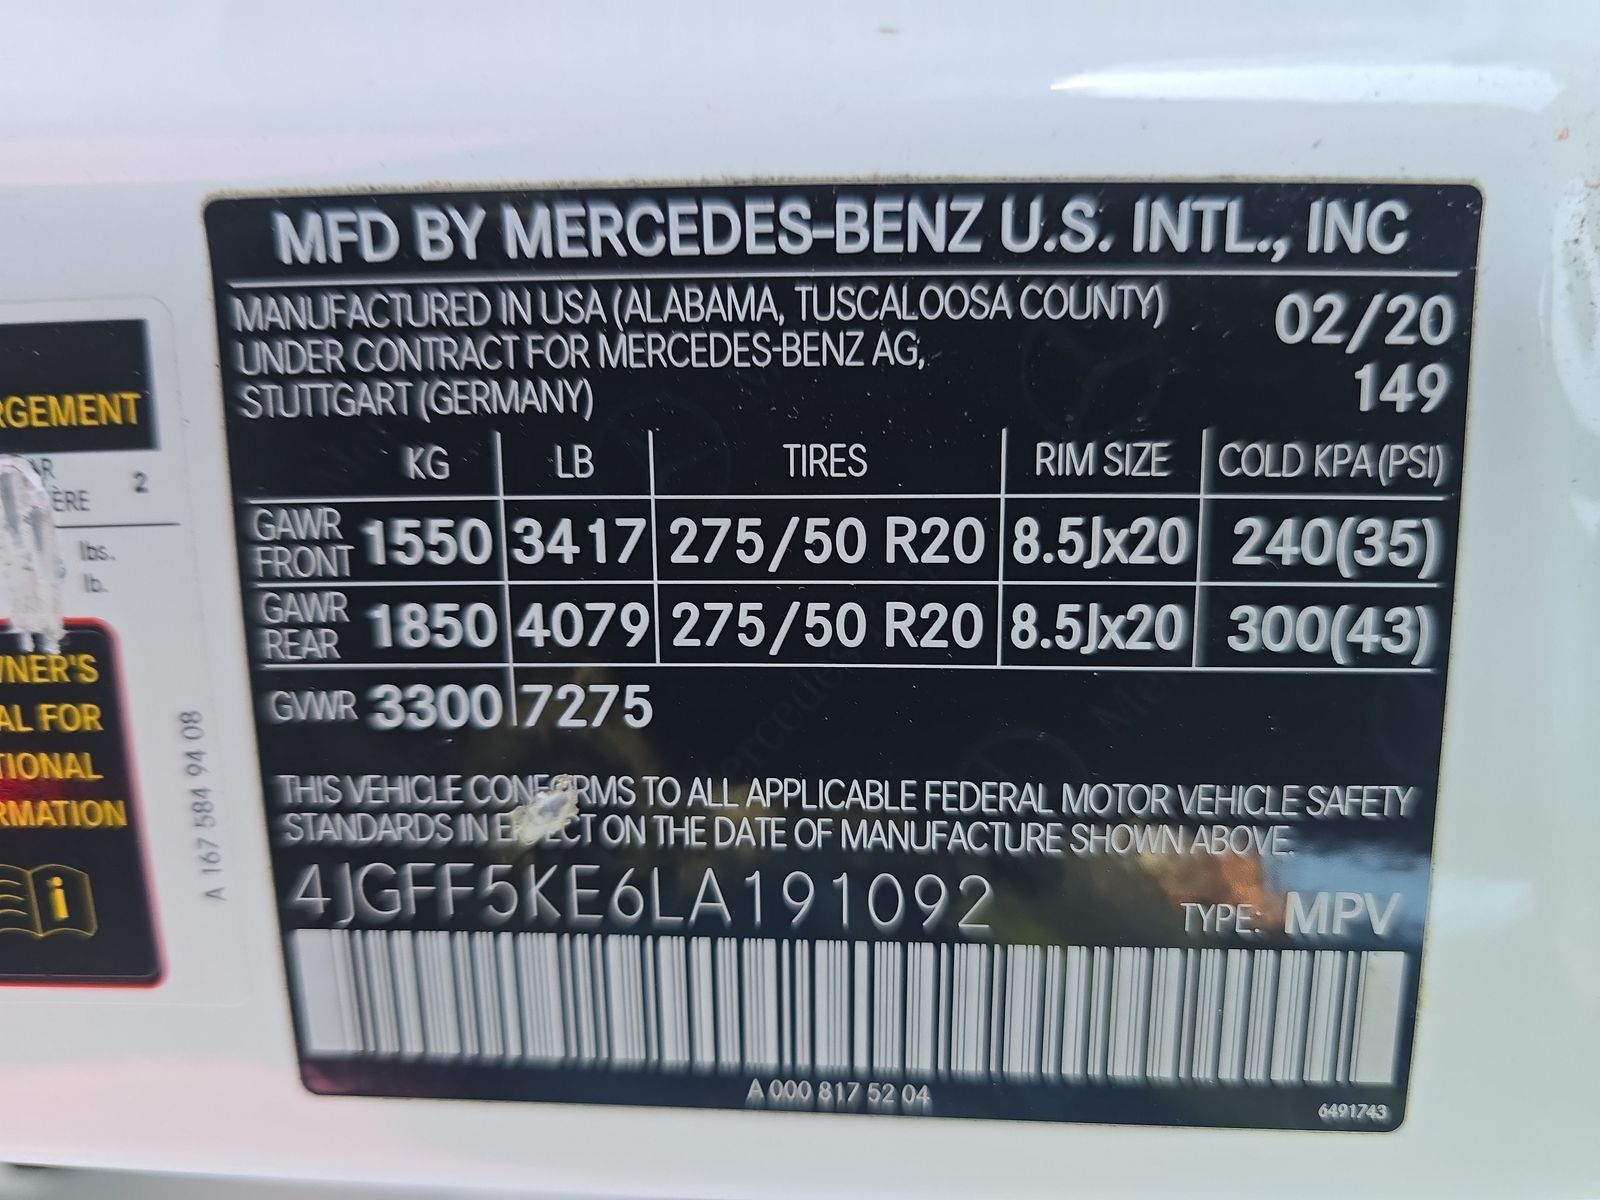 MFD BY MERCEDES-BENZ U.S. INTL., INC
MANUFACTURED IN USA (ALABAMA, TUSCALOOSA COUNTY) 02/20
UNDER CONTRACT FOR MERCEDES-BENZ AG, 149
STUTTGART (GERMANY)
KG LB TIRES RIM SIZE COLD KPA (PSI)
GAWR FRONT 1550 3417 275/50 R20 8.5Jx20 240(35)
GAWR REAR 1850 4079 275/50 R20 8.5Jx20 300(43)
GVWR 3300 7275
THIS VEHICLE CONFORMS TO ALL APPLICABLE FEDERAL MOTOR VEHICLE SAFETY
STANDARDS IN EFFECT ON THE DATE OF MANUFACTURE SHOWN ABOVE.
4JGFF5KE6LA191092 TYPE: MPV
A 000 817 52 04
6491743
RGEMENT
AR
ÈRE 2
lbs.
lb.
WNER'S
AL FOR
TIONAL
RMATION
i
A 167 584 94 08